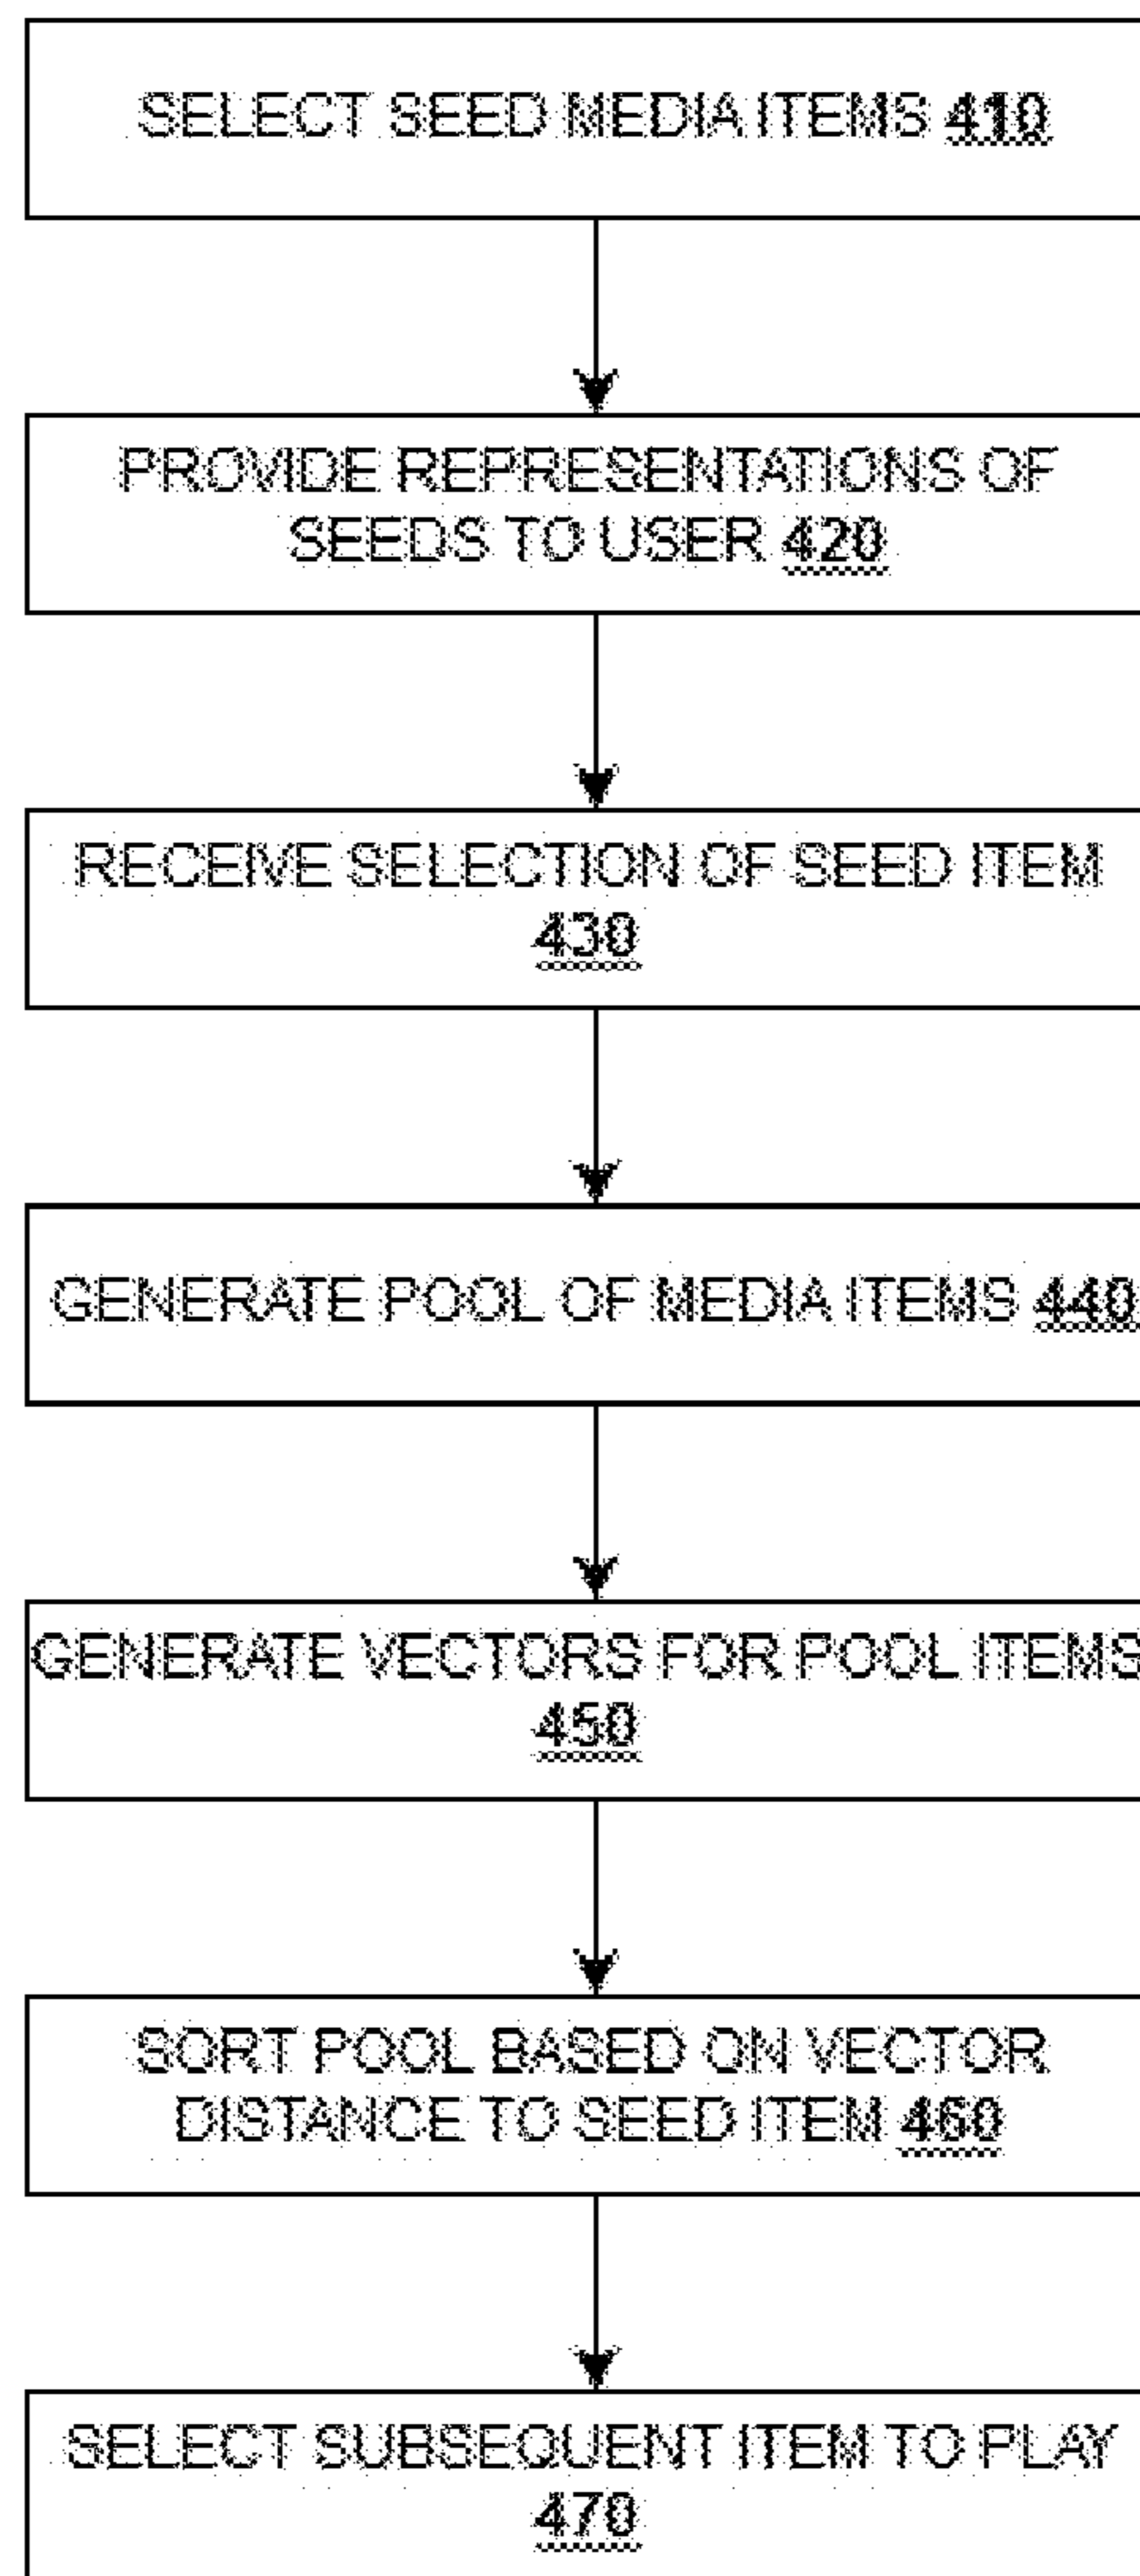 SELECT SEED MEDIA ITEMS 410
PROVIDE REPRESENTATIONS OF
SEEDS TO USER 420
RECEIVE SELECTION OF SEED ITEM
430
GENERATE POOL OF MEDIA ITEMS 440
GENERATE VECTORS FOR POOL ITEMS
450
SORT POOL BASED ON VECTOR
DISTANCE TO SEED ITEM 460
SELECT SUBSEQUENT ITEM TO PLAY
470